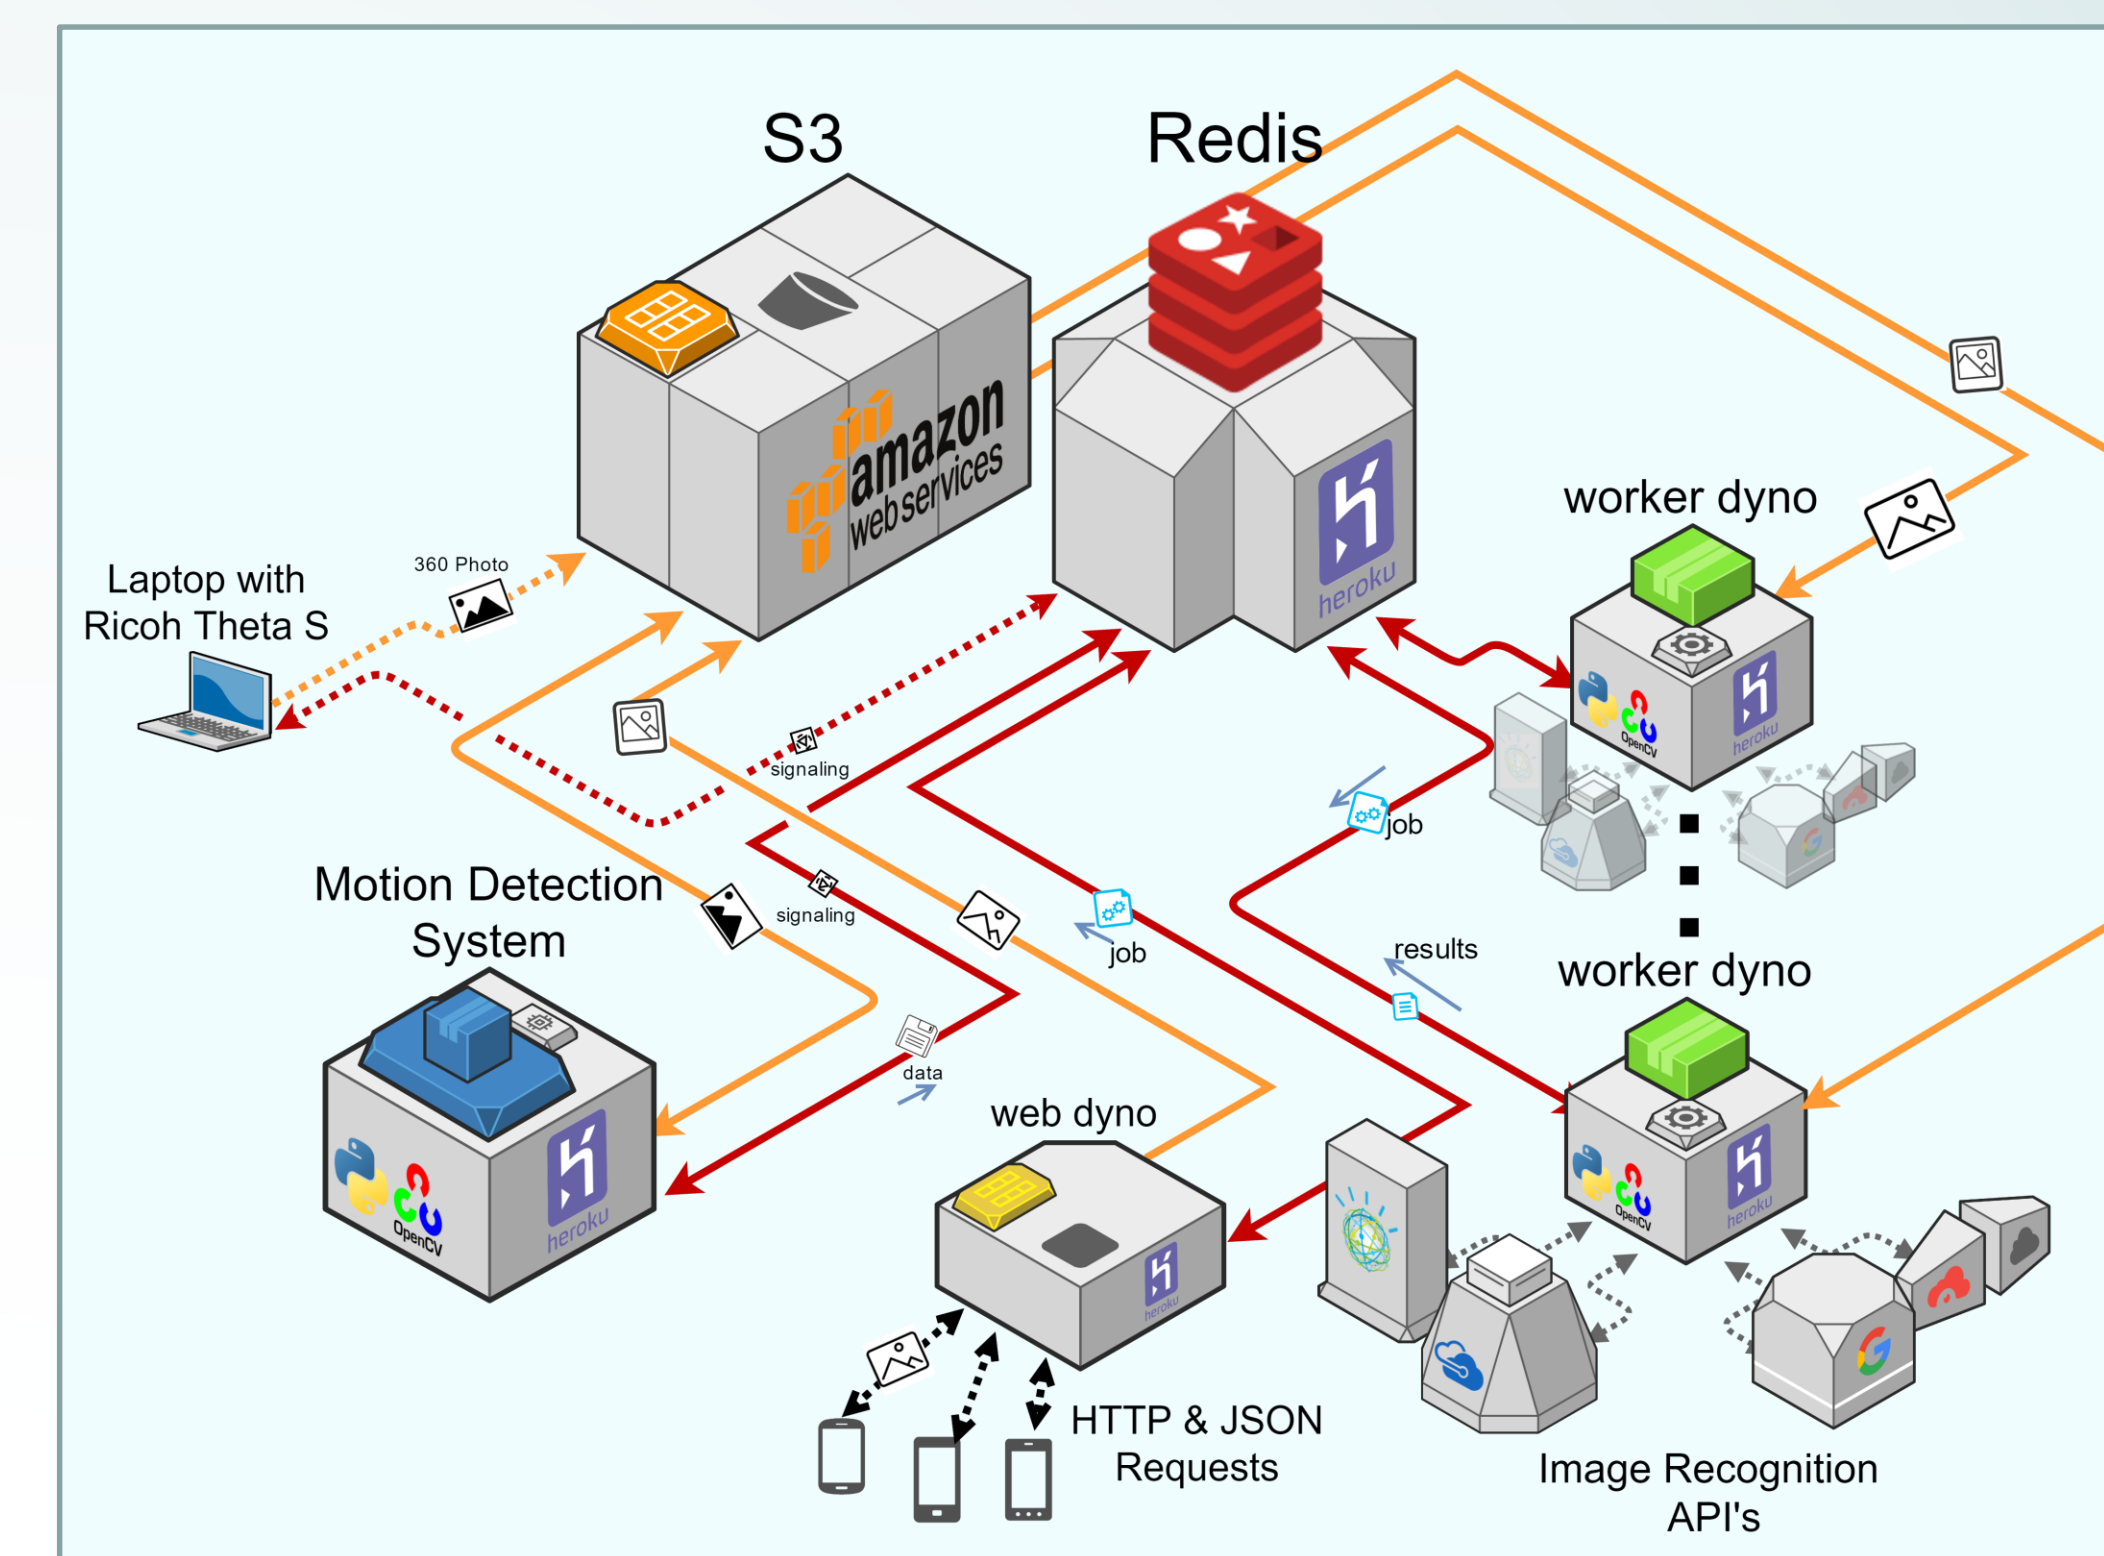 S3
Redis
amazon
web services
heroku
worker dyno
360 Photo
Laptop with
Ricoh Theta S
OpenCV
heroku
signaling
job
Motion Detection
System
signaling
job
results
worker dyno
data
web dyno
OpenCV
heroku
OpenCV
heroku
heroku
HTTP & JSON
Requests
Image Recognition
API's